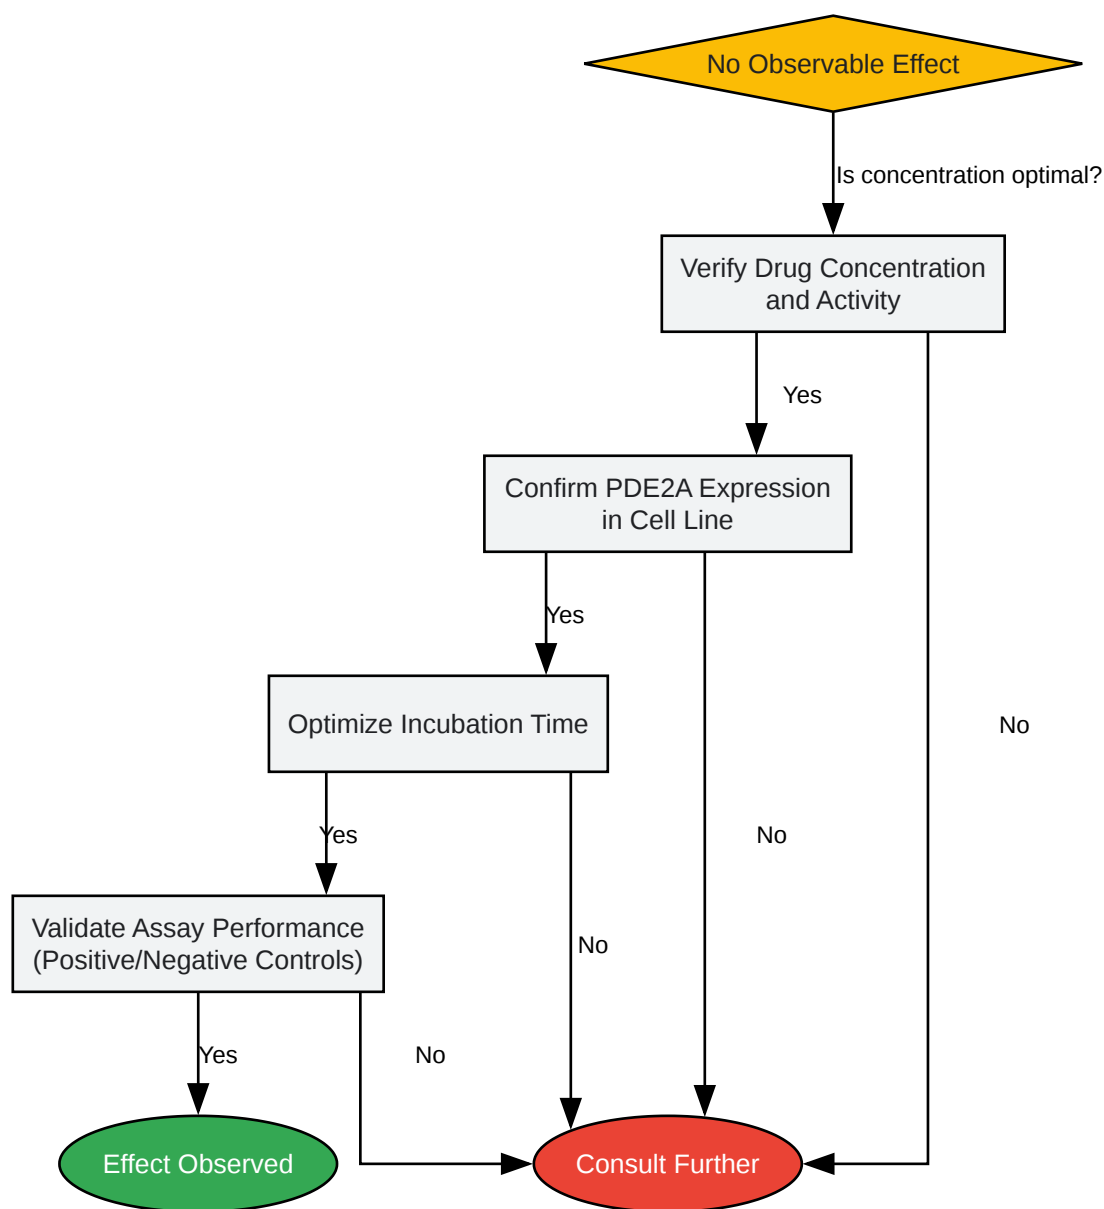 No Observable Effect
Is concentration optimal?
Verify Drug Concentration
and Activity
Yes
Confirm PDE2A Expression
in Cell Line
Yes
Optimize Incubation Time
No
Yes
No
Validate Assay Performance
(Positive/Negative Controls)
No
Yes
No
Effect Observed
Consult Further